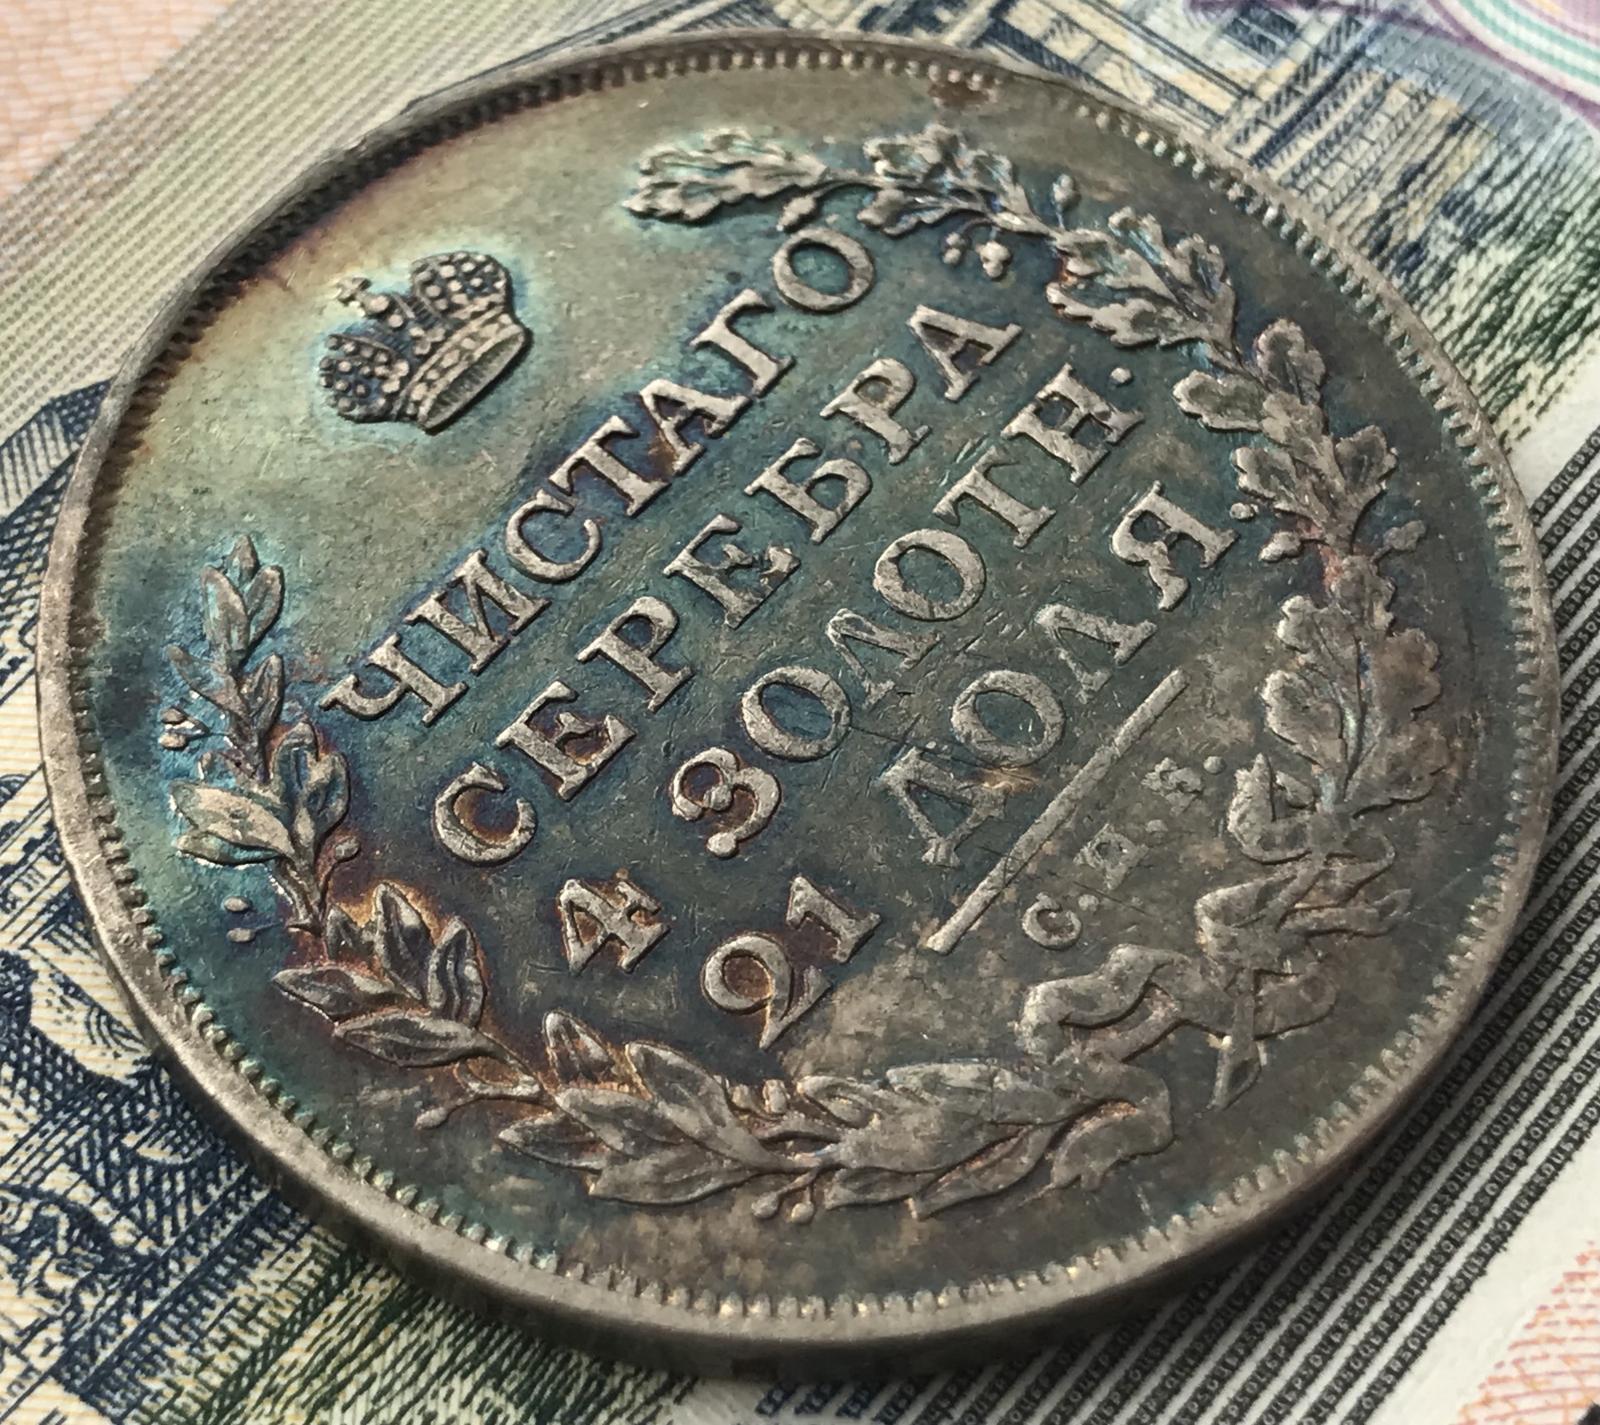 ЧИСТАГО
СЕРЕБРА
4 ЗОЛОТН.
21 ДОЛЯ
С. П. Б.